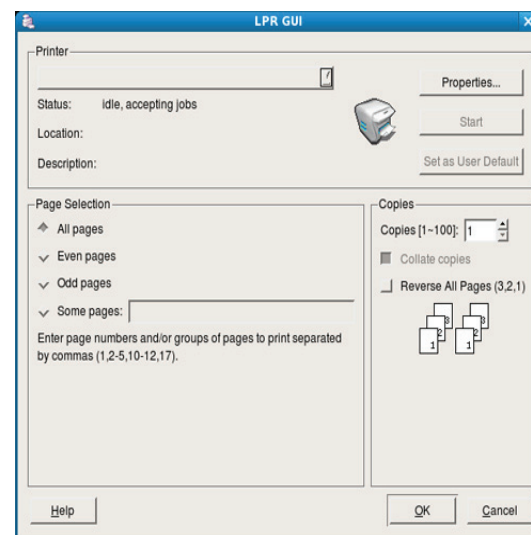 LPR GUI
Printer
Properties...
Status: idle, accepting jobs
Start
Location:
Set as User Default
Description:
Page Selection
All pages
Even pages
Odd pages
Some pages:
Enter page numbers and/or groups of pages to print separated
by commas (1,2-5,10-12,17).
Copies
Copies [1~100]: 1
Collate copies
Reverse All Pages (3,2,1)
3 3
2 2
1 1
Help
OK
Cancel